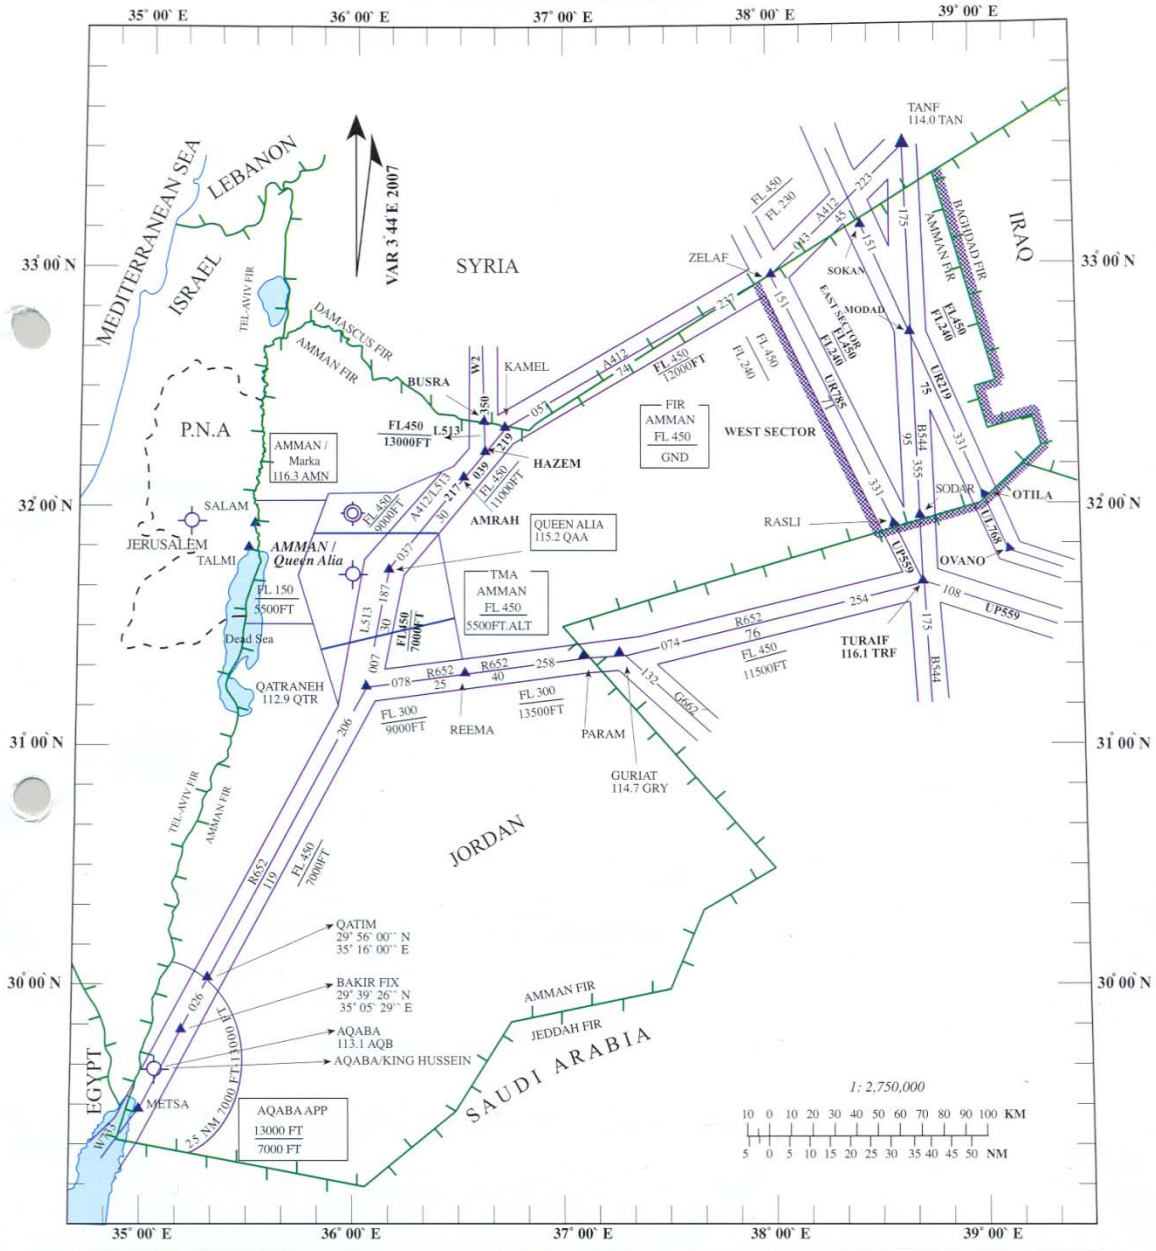 35° 00` E
36° 00` E
37° 00` E
38° 00` E
39° 00` E
TANF
114.0 TAN
MEDITERRANEAN SEA
LEBANON
VAR 3°44`E 2007
FL 450
FL 230
A412
223
043
45
175
151
AMMAN FIR
BAGHDAD FIR
IRAQ
33° 00` N
SYRIA
ZELAF
SOKAN
33° 00` N
ISRAEL
TEL-AVIV FIR
DAMASCUS FIR
AMMAN FIR
237
151
EAST SECTOR
FL450
FL240
MODAD
FL450
FL240
W2
KAMEL
A412
74
FL 450
12000FT
FL 450
FL 240
UR785
71
UR219
75
BUSRA
350
057
FL450
13000FT
L513
219
FIR
AMMAN
FL 450
GND
WEST SECTOR
P.N.A
AMMAN /
Marka
116.3 AMN
HAZEM
039
FL 450
11000FT
B544
95
355
331
331
32° 00` N
SALAM
FL 450
9000FT
A412/L513
217
30
AMRAH
SODAR
OTILA
32° 00` N
RASLI
JERUSALEM
TALMI
AMMAN /
Queen Alia
QUEEN ALIA
115.2 QAA
037
UL768
OVANO
UP559
FL 150
5500FT
187
L513
30
FL450
7000FT
TMA
AMMAN
FL 450
5500FT.ALT
254
R652
76
108
UP559
Dead Sea
007
074
TURAIF
116.1 TRF
175
B544
FL 450
11500FT
QATRANEH
112.9 QTR
078
R652
25
R652
40
258
132
G662
206
FL 300
9000FT
REEMA
FL 300
13500FT
PARAM
31° 00` N
31° 00` N
GURIAT
114.7 GRY
TEL-AVIV FIR
AMMAN FIR
JORDAN
R652
119
FL 450
7000FT
QATIM
29° 56` 00`` N
35° 16` 00`` E
30° 00` N
BAKIR FIX
29° 39` 26`` N
35° 05` 29`` E
30° 00` N
026
AMMAN FIR
JEDDAH FIR
AQABA
113.1 AQB
AQABA/KING HUSSEIN
EGYPT
SAUDI ARABIA
METSA
25 NM 7000 FT-13000 FT
AQABA APP
13000 FT
7000 FT
1: 2,750,000
10 0 10 20 30 40 50 60 70 80 90 100 KM
5 0 5 10 15 20 25 30 35 40 45 50 NM
35° 00` E
36° 00` E
37° 00` E
38° 00` E
39° 00` E